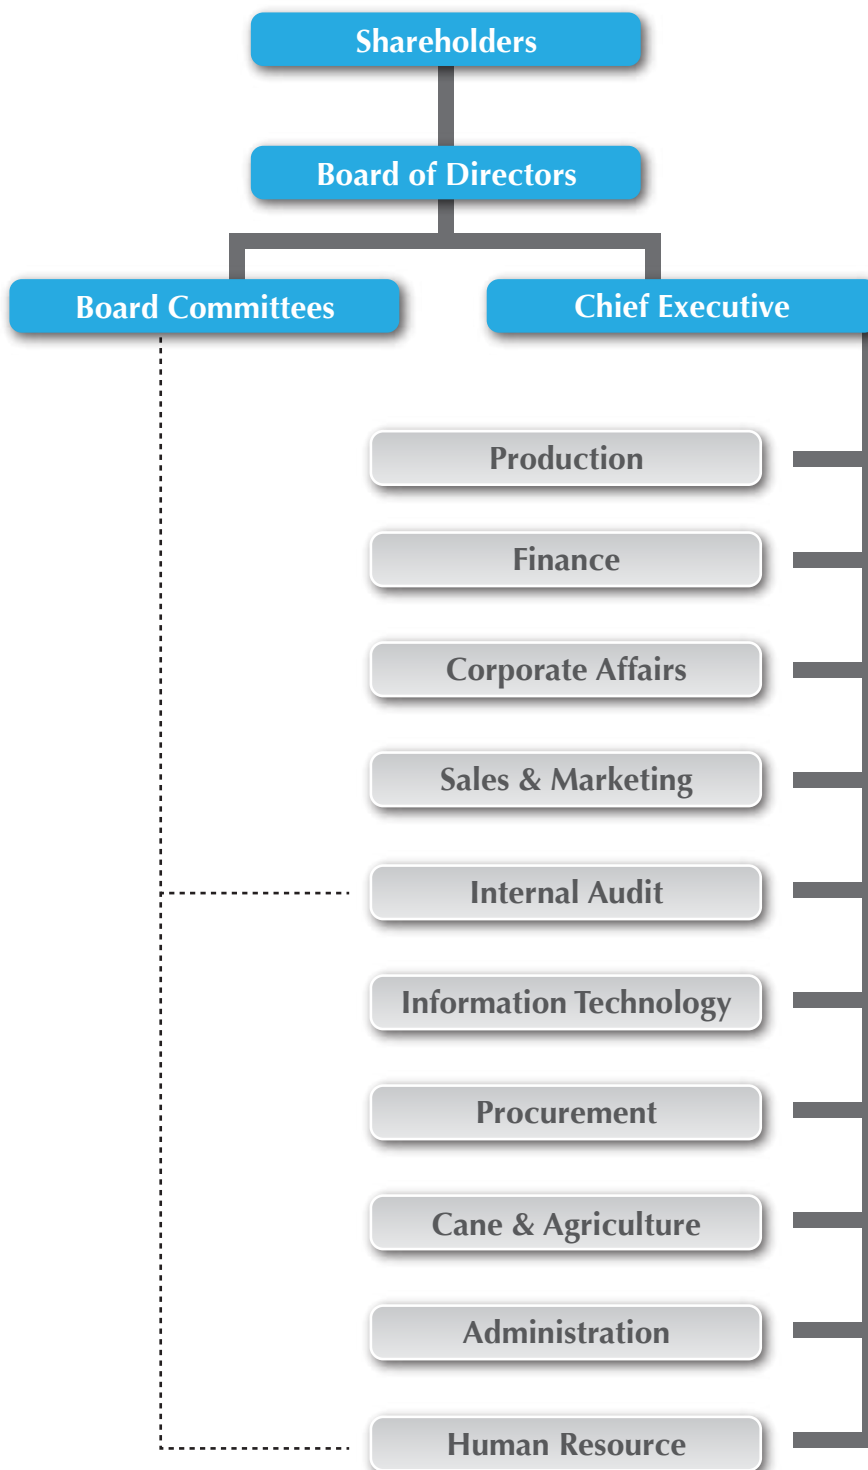 Shareholders
Board of Directors
Board Committees
Chief Executive
Production
Finance
Corporate Affairs
Sales & Marketing
Internal Audit
Information Technology
Procurement
Cane & Agriculture
Administration
Human Resource